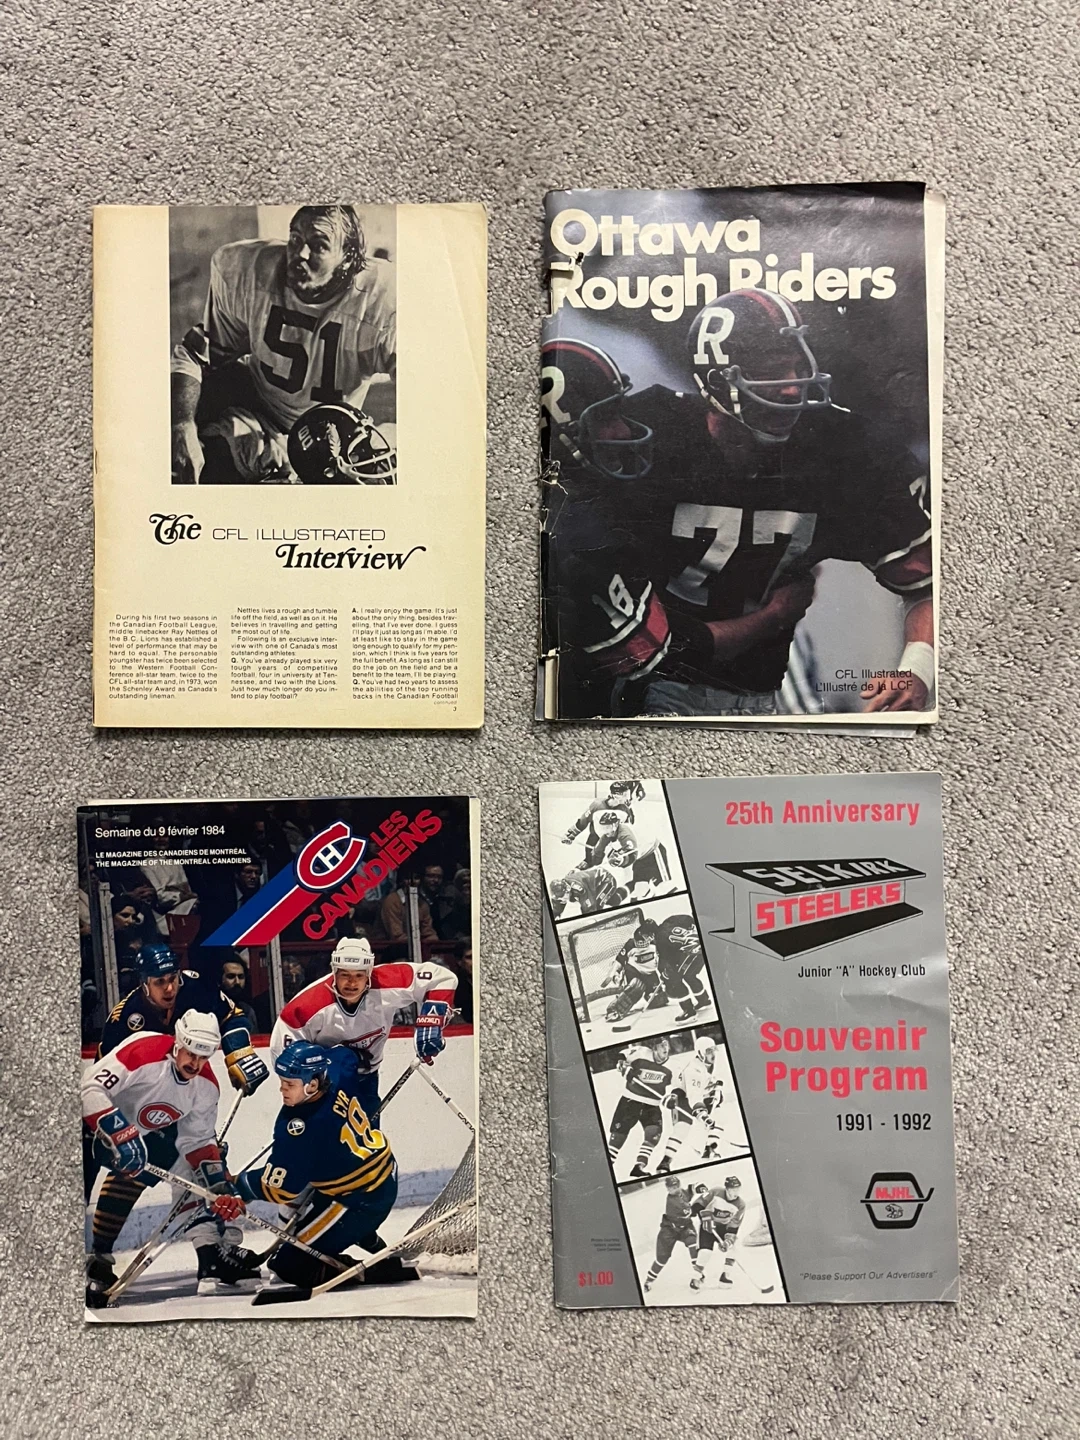 51
The CFL ILLUSTRATED
Interview
During his first two seasons in
the Canadian Football League,
middle linebacker Ray Nettles of
the B.C. Lions has established a
level of performance that may be
hard to equal. The personable
youngster has twice been selected
to the Western Football Con-
ference all-star team, twice to the
CFL all-star team and, in 1973, won
the Schenley Award as Canada's
outstanding lineman.
Nettles lives a rough and tumble
life off the field, as well as on it. He
believes in travelling and getting
the most out of life.
Following is an exclusive inter-
view with one of Canada's most
outstanding athletes:
Q. You've already played six very
tough years of competitive
football, four in university at Ten-
nessee, and two with the Lions.
Just how much longer do you in-
tend to play football?
A. I really enjoy the game. It's just
about the only thing, besides trav-
elling, that I've ever done. I guess
I'll play it just as long as I'm able. I'd
at least like to stay in the game
long enough to qualify for my pen-
sion, which I think is five years for
the full benefit. As long as I can still
do the job on the field and be a
benefit to the team, I'll be playing.
Q. You've had two years to assess
the abilities of the top running
backs in the Canadian Football
continued
3
Ottawa
Rough Riders
R
R
77
18
CFL Illustrated
L'Illustré de la LCF
Semaine du 9 février 1984
LE MAGAZINE DES CANADIENS DE MONTRÉAL
THE MAGAZINE OF THE MONTREAL CANADIENS
LES
CANADIENS
6
28
CYR
18
18
25th Anniversary
SELKIRK
STEELERS
Junior "A" Hockey Club
Souvenir
Program
1991 - 1992
MJHL
$1.00
"Please Support Our Advertisers"